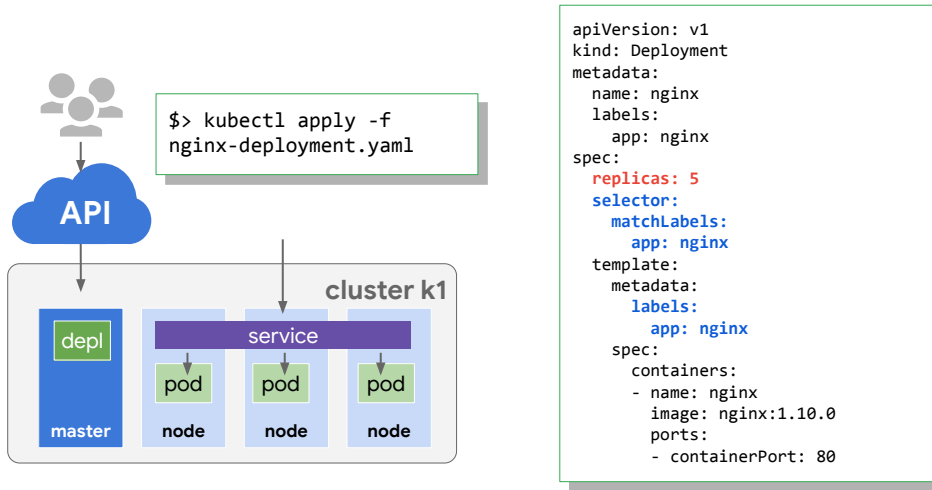 $> kubectl apply -f
nginx-deployment.yaml
API
cluster k1
depl
service
pod
pod
pod
master
node
node
node
apiVersion: v1
kind: Deployment
metadata:
  name: nginx
  labels:
    app: nginx
spec:
  replicas: 5
  selector:
    matchLabels:
      app: nginx
  template:
    metadata:
      labels:
        app: nginx
    spec:
      containers:
      - name: nginx
        image: nginx:1.10.0
        ports:
        - containerPort: 80